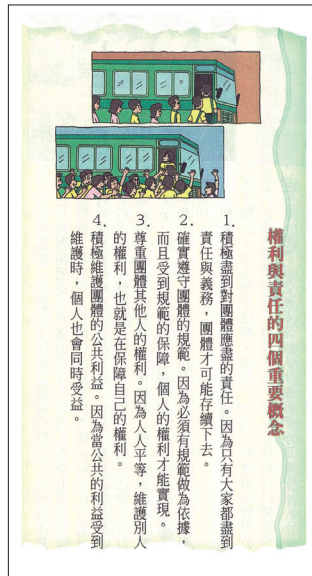 權利與責任的四個重要概念
1. 積極盡到對團體應盡的責任。因為只有大家都盡到
責任與義務，團體才可能存續下去。
2. 確實遵守團體的規範。因為必須有規範做為依據，
而且受到規範的保障，個人的權利才能實現。
3. 尊重團體其他人的權利。因為人人平等，維護別人
的權利，也就是在保障自己的權利。
4. 積極維護團體的公共利益。因為當公共的利益受到
維護時，個人也會同時受益。